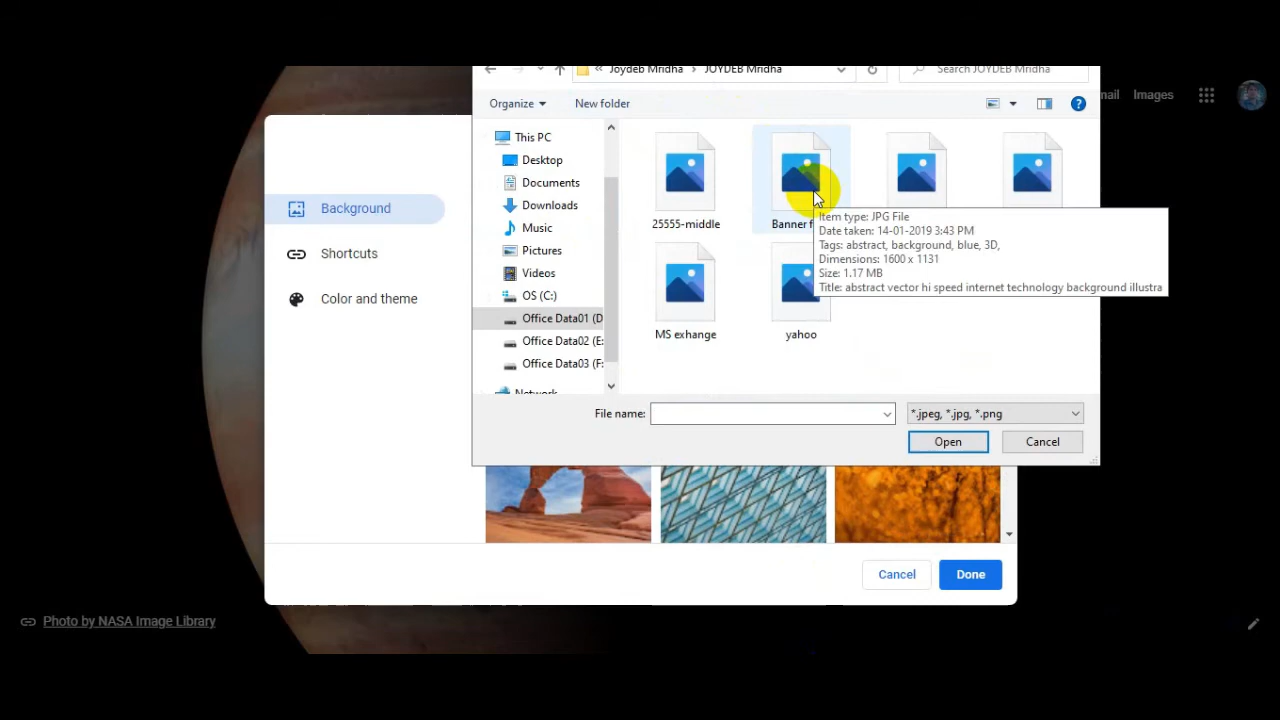 Joydeb Mridha
JOYDEB Mridha
Search JOYDEB Mridha
Images
Organize
New folder
This PC
Desktop
Documents
Downloads
Music
Pictures
Videos
OS (C:)
Office Data01 (D
Office Data02 (E:
Office Data03 (F:
Network
25555-middle
Banner f
Item type: JPG File
Date taken: 14-01-2019 3:43 PM
Tags: abstract, background, blue, 3D,
Dimensions: 1600 x 1131
Size: 1.17 MB
Title: abstract vector hi speed internet technology background illustra
MS exhange
yahoo
File name:
*.jpeg, *.jpg, *.png
Open
Cancel
Background
Shortcuts
Color and theme
Cancel
Done
Photo by NASA Image Library